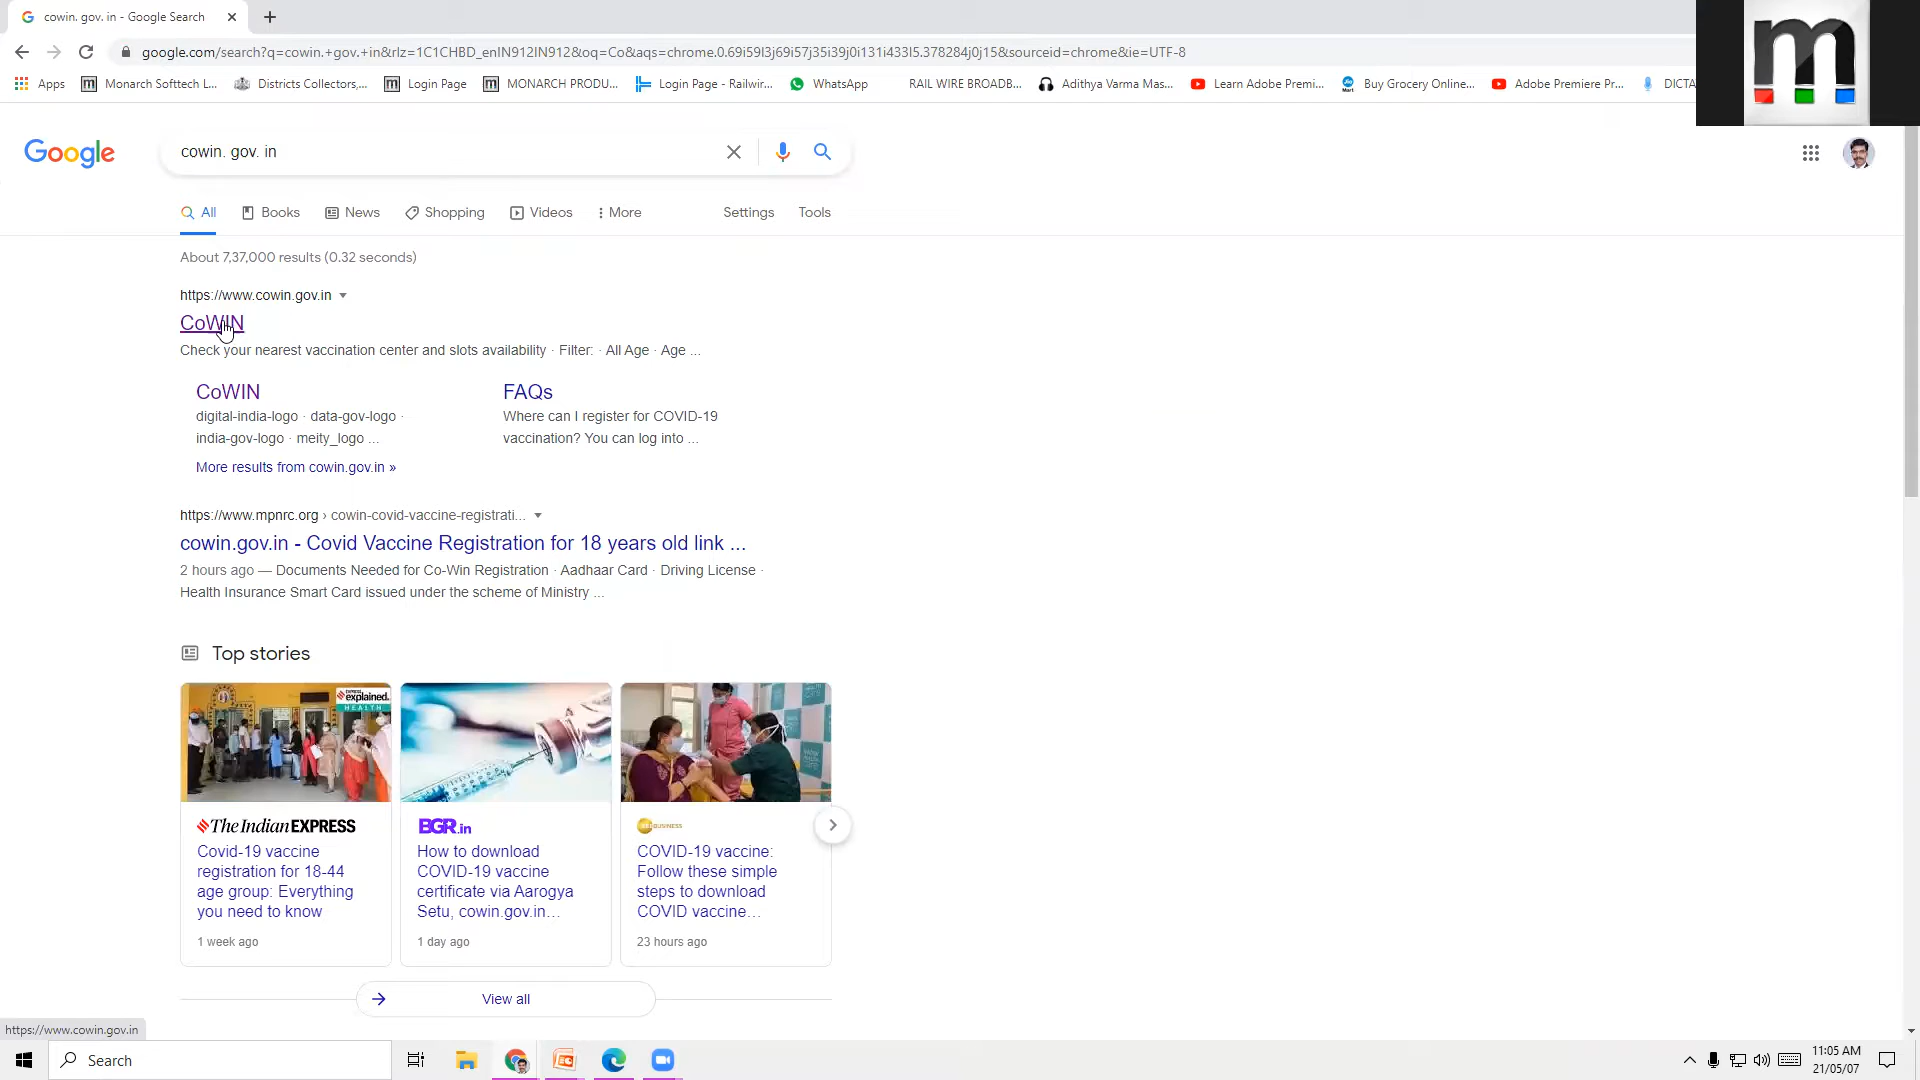 cowin. gov. in - Google Search
google.com/search?q=cowin.+gov.+in&rlz=1C1CHBD_enIN912IN912&oq=Co&aqs=chrome.0.69i59l3j69i57j35i39j0i131i433l5.378284j0j15&sourceid=chrome&ie=UTF-8
Apps Monarch Softtech L... Districts Collectors,... Login Page MONARCH PRODU... Login Page - Railwir... WhatsApp RAIL WIRE BROADB... Adithya Varma Mas... Learn Adobe Premi... Buy Grocery Online... Adobe Premiere Pr... DICTA
m
Google
cowin. gov. in
All Books News Shopping Videos More Settings Tools
About 7,37,000 results (0.32 seconds)
https://www.cowin.gov.in
CoWIN
Check your nearest vaccination center and slots availability · Filter: · All Age · Age ...
CoWIN
digital-india-logo · data-gov-logo ·
india-gov-logo · meity_logo ...
FAQs
Where can I register for COVID-19
vaccination? You can log into ...
More results from cowin.gov.in »
https://www.mpnrc.org › cowin-covid-vaccine-registrati...
cowin.gov.in - Covid Vaccine Registration for 18 years old link ...
2 hours ago — Documents Needed for Co-Win Registration · Aadhaar Card · Driving License ·
Health Insurance Smart Card issued under the scheme of Ministry ...
Top stories
EXPRESS
explained.
HEALTH
The Indian EXPRESS
Covid-19 vaccine
registration for 18-44
age group: Everything
you need to know
1 week ago
BGR.in
How to download
COVID-19 vaccine
certificate via Aarogya
Setu, cowin.gov.in...
1 day ago
BUSINESS
COVID-19 vaccine:
Follow these simple
steps to download
COVID vaccine...
23 hours ago
View all
https://www.cowin.gov.in
Search
11:05 AM
21/05/07